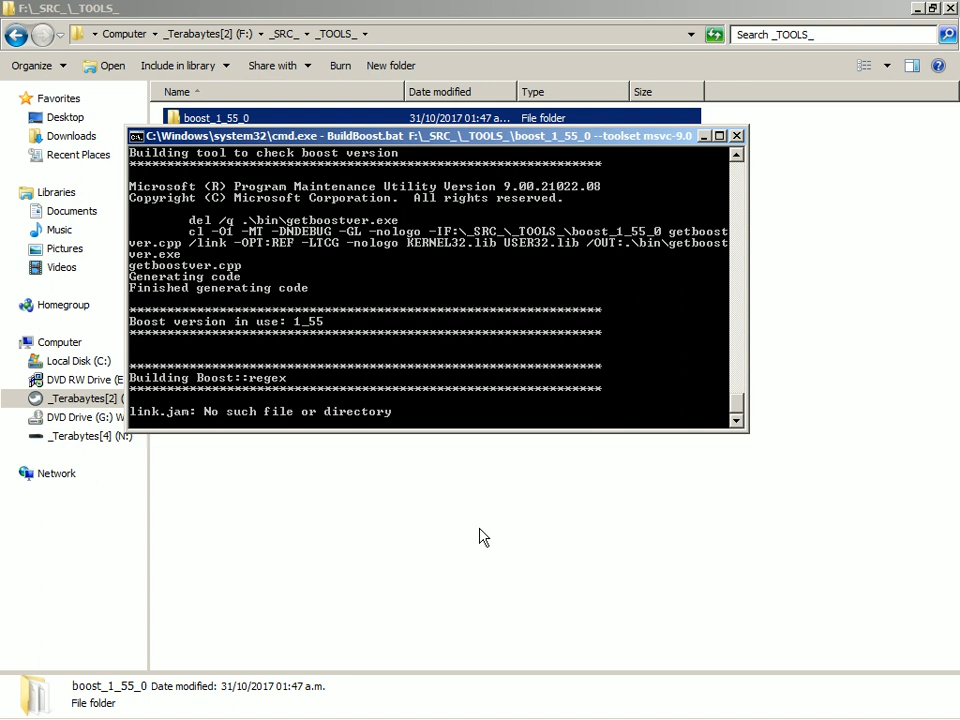 F:\_SRC_\_TOOLS_
Computer
_Terabaytes[2] (F:)
_SRC_
_TOOLS_
Search _TOOLS_
Organize
Open
Include in library
Share with
Burn
New folder
Name
Date modified
Type
Size
Favorites
Desktop
Downloads
Recent Places
Libraries
Documents
Music
Pictures
Videos
Homegroup
Computer
Local Disk (C:)
DVD RW Drive (E
_Terabaytes[2] (
DVD Drive (G:) W
_Terabytes[4] (N:)
Network
boost_1_55_0
31/10/2017 01:47 a...
File folder
C:\Windows\system32\cmd.exe - BuildBoost.bat F:\_SRC_\_TOOLS_\boost_1_55_0 --toolset msvc-9.0
Building tool to check boost version
***************************************************************
Microsoft (R) Program Maintenance Utility Version 9.00.21022.08
Copyright (C) Microsoft Corporation.  All rights reserved.
del /q .\bin\getboostver.exe
cl -O1 -MT -DNDEBUG -GL -nologo -IF:\_SRC_\_TOOLS_\boost_1_55_0 getboost
ver.cpp /link -OPT:REF -LTCG -nologo KERNEL32.lib USER32.lib /OUT:.\bin\getboost
ver.exe
getboostver.cpp
Generating code
Finished generating code
***************************************************************
Boost version in use: 1_55
***************************************************************
***************************************************************
Building Boost::regex
***************************************************************
link.jam: No such file or directory
boost_1_55_0 Date modified: 31/10/2017 01:47 a.m.
File folder